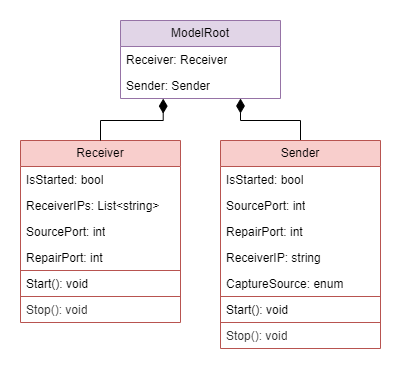 ModelRoot
Receiver: Receiver
Sender: Sender
Receiver
IsStarted: bool
ReceiverIPs: List<string>
SourcePort: int
RepairPort: int
Start(): void
Stop(): void
Sender
IsStarted: bool
SourcePort: int
RepairPort: int
ReceiverIP: string
CaptureSource: enum
Start(): void
Stop(): void